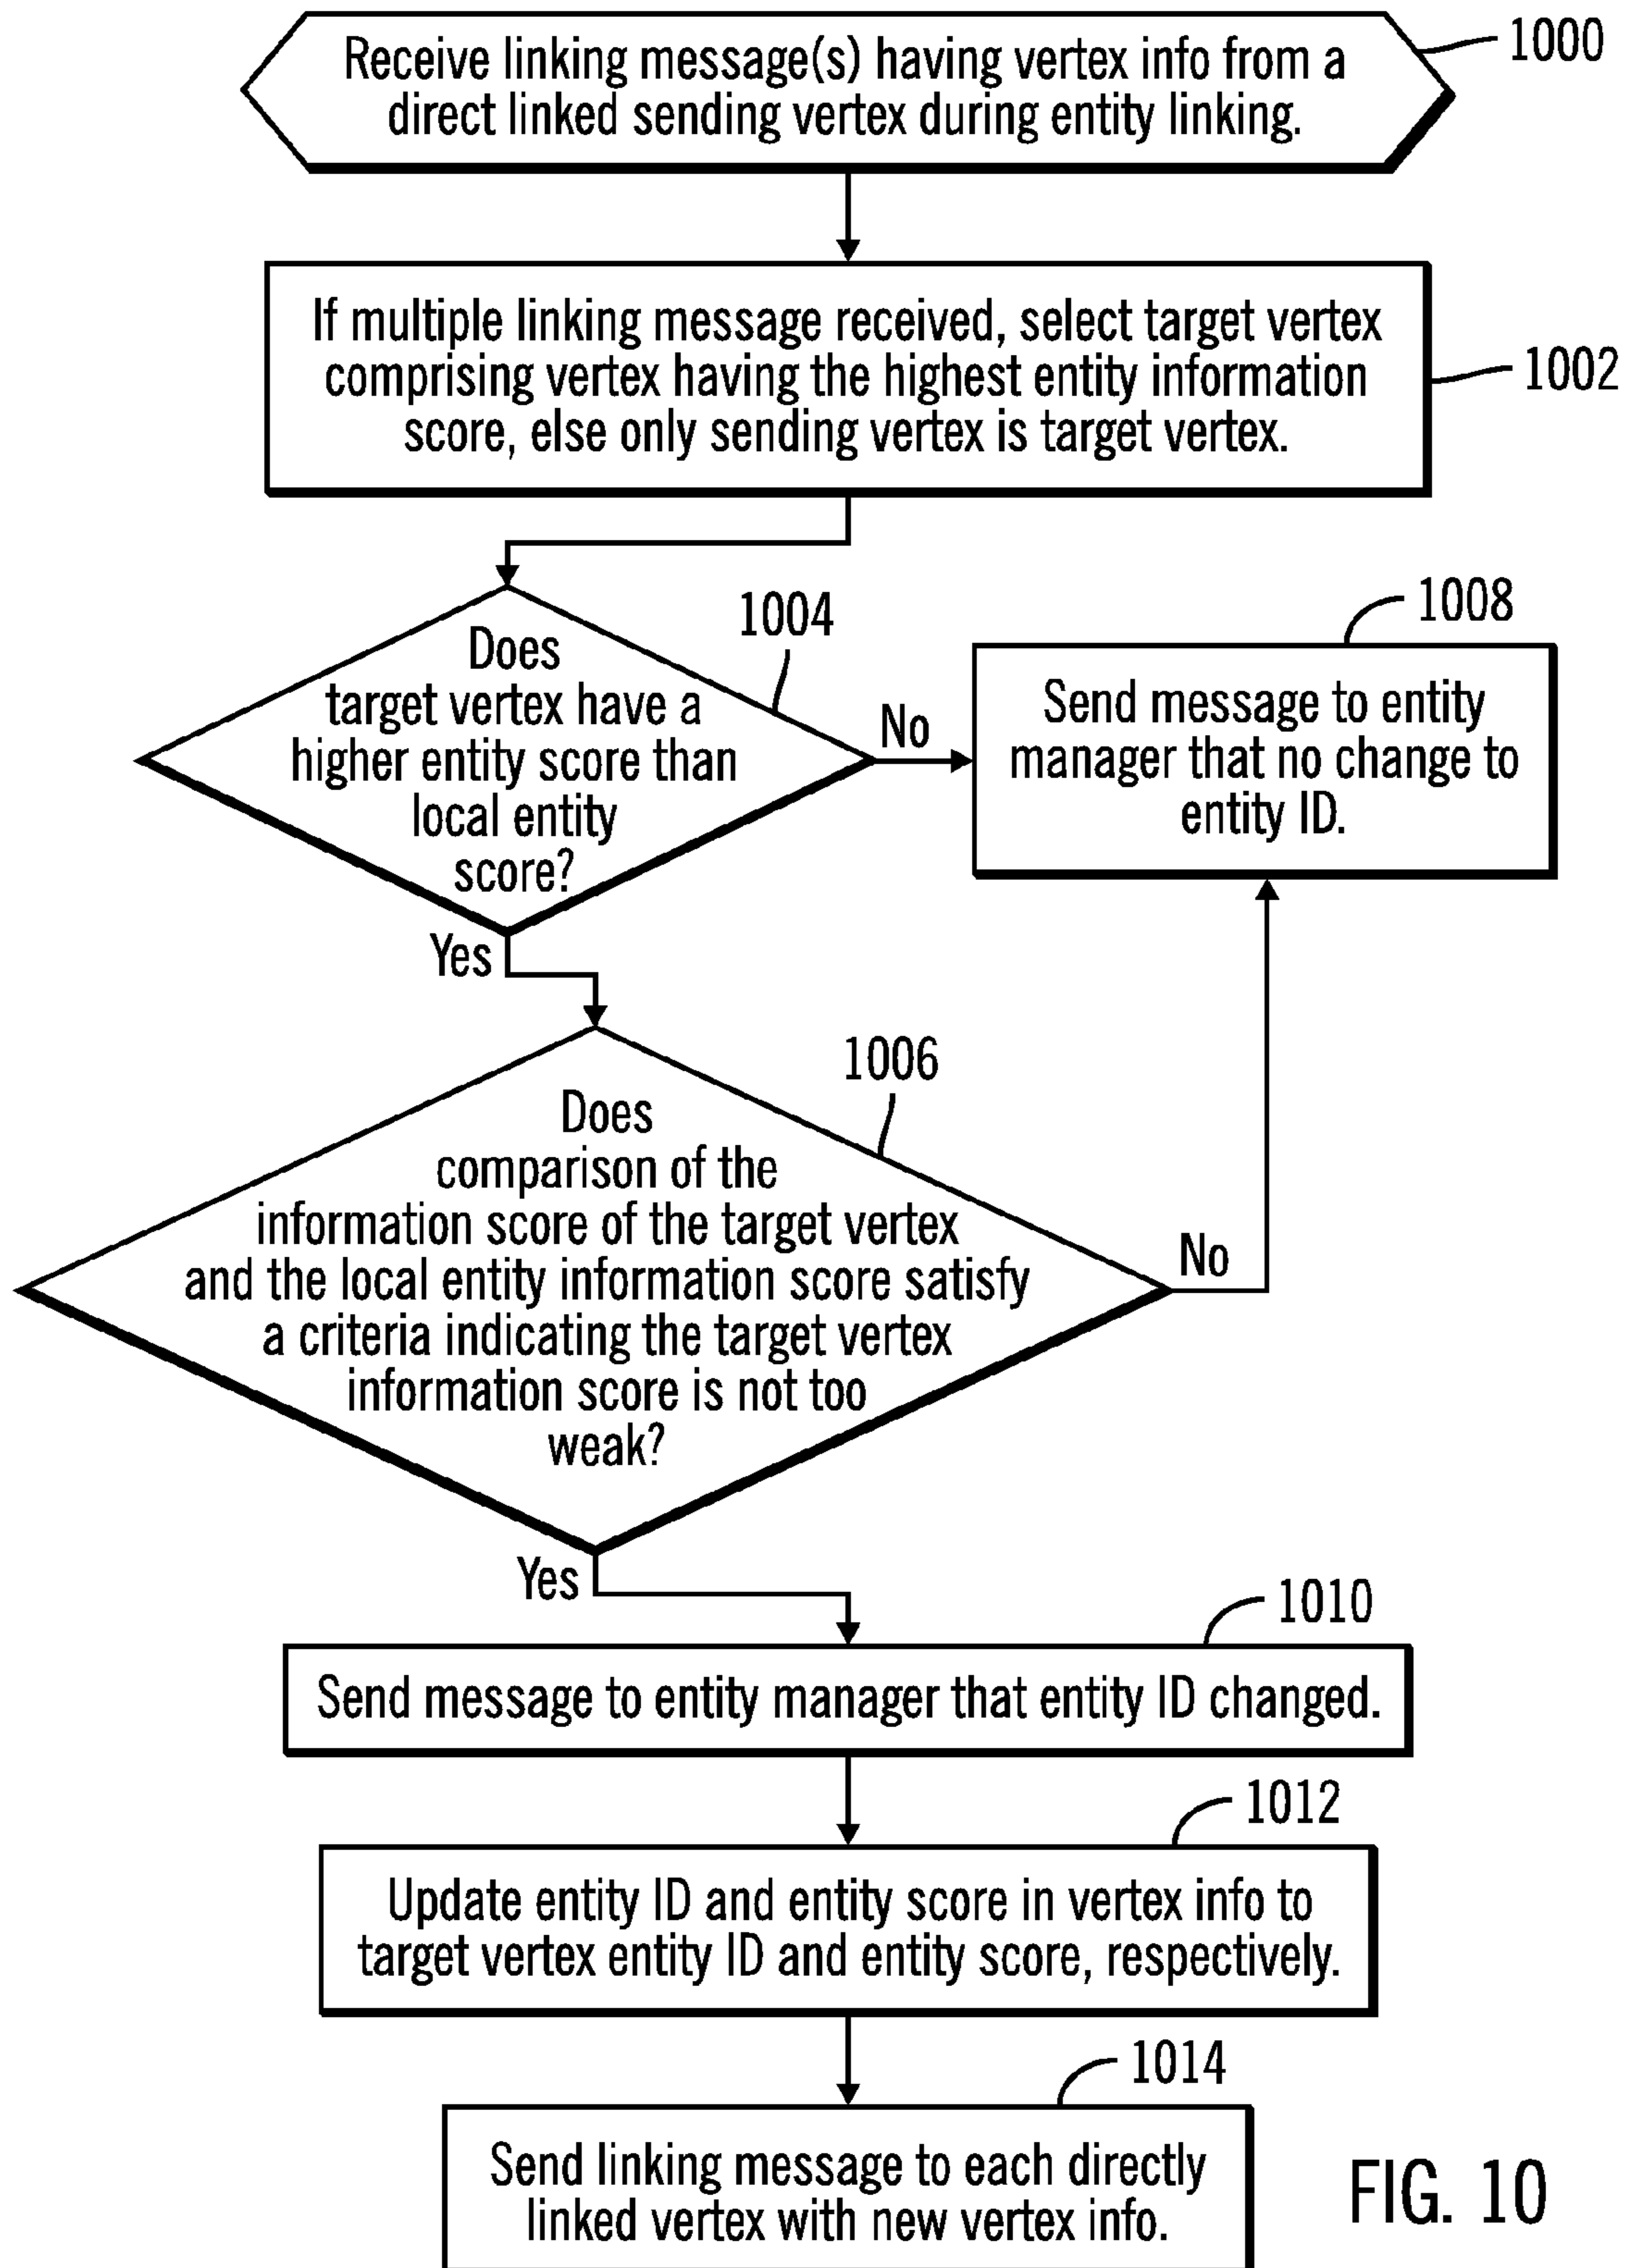 Receive linking message(s) having vertex info from a
direct linked sending vertex during entity linking.
1000
If multiple linking message received, select target vertex
comprising vertex having the highest entity information
score, else only sending vertex is target vertex.
1002
Does
target vertex have a
higher entity score than
local entity
score?
1004
No
Yes
1008
Send message to entity
manager that no change to
entity ID.
1006
Does
comparison of the
information score of the target vertex
and the local entity information score satisfy
a criteria indicating the target vertex
information score is not too
weak?
No
Yes
1010
Send message to entity manager that entity ID changed.
1012
Update entity ID and entity score in vertex info to
target vertex entity ID and entity score, respectively.
1014
Send linking message to each directly
linked vertex with new vertex info.
FIG. 10